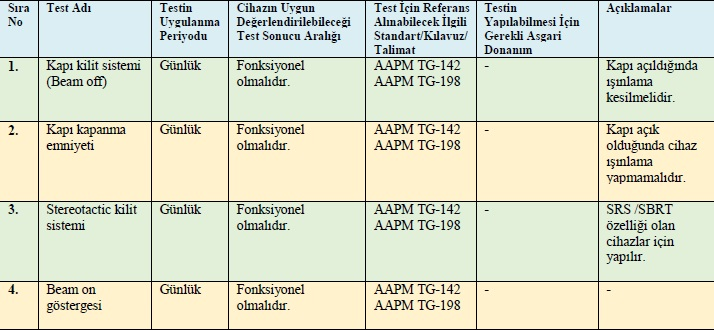 Sıra No
Test Adı
Testin Uygulanma Periyodu
Cihazın Uygun Değerlendirilebileceği Test Sonucu Aralığı
Test İçin Referans Alınabilecek İlgili Standart/Kılavuz/Talimat
Testin Yapılabilmesi İçin Gerekli Asgari Donanım
Açıklamalar
1.
Kapı kilit sistemi
(Beam off)
Günlük
Fonksiyonel
olmalıdır.
AAPM TG-142
AAPM TG-198
-
Kapı açıldığında
ışınlama
kesilmelidir.
2.
Kapı kapanma
emniyeti
Günlük
Fonksiyonel
olmalıdır.
AAPM TG-142
AAPM TG-198
-
Kapı açık
olduğunda cihaz
ışınlama
yapmamalıdır.
3.
Stereotactic kilit
sistemi
Günlük
Fonksiyonel
olmalıdır.
AAPM TG-142
AAPM TG-198
-
SRS /SBRT
özelliği olan
cihazlar için
yapılır.
4.
Beam on
göstergesi
Günlük
Fonksiyonel
olmalıdır.
AAPM TG-142
AAPM TG-198
-
-